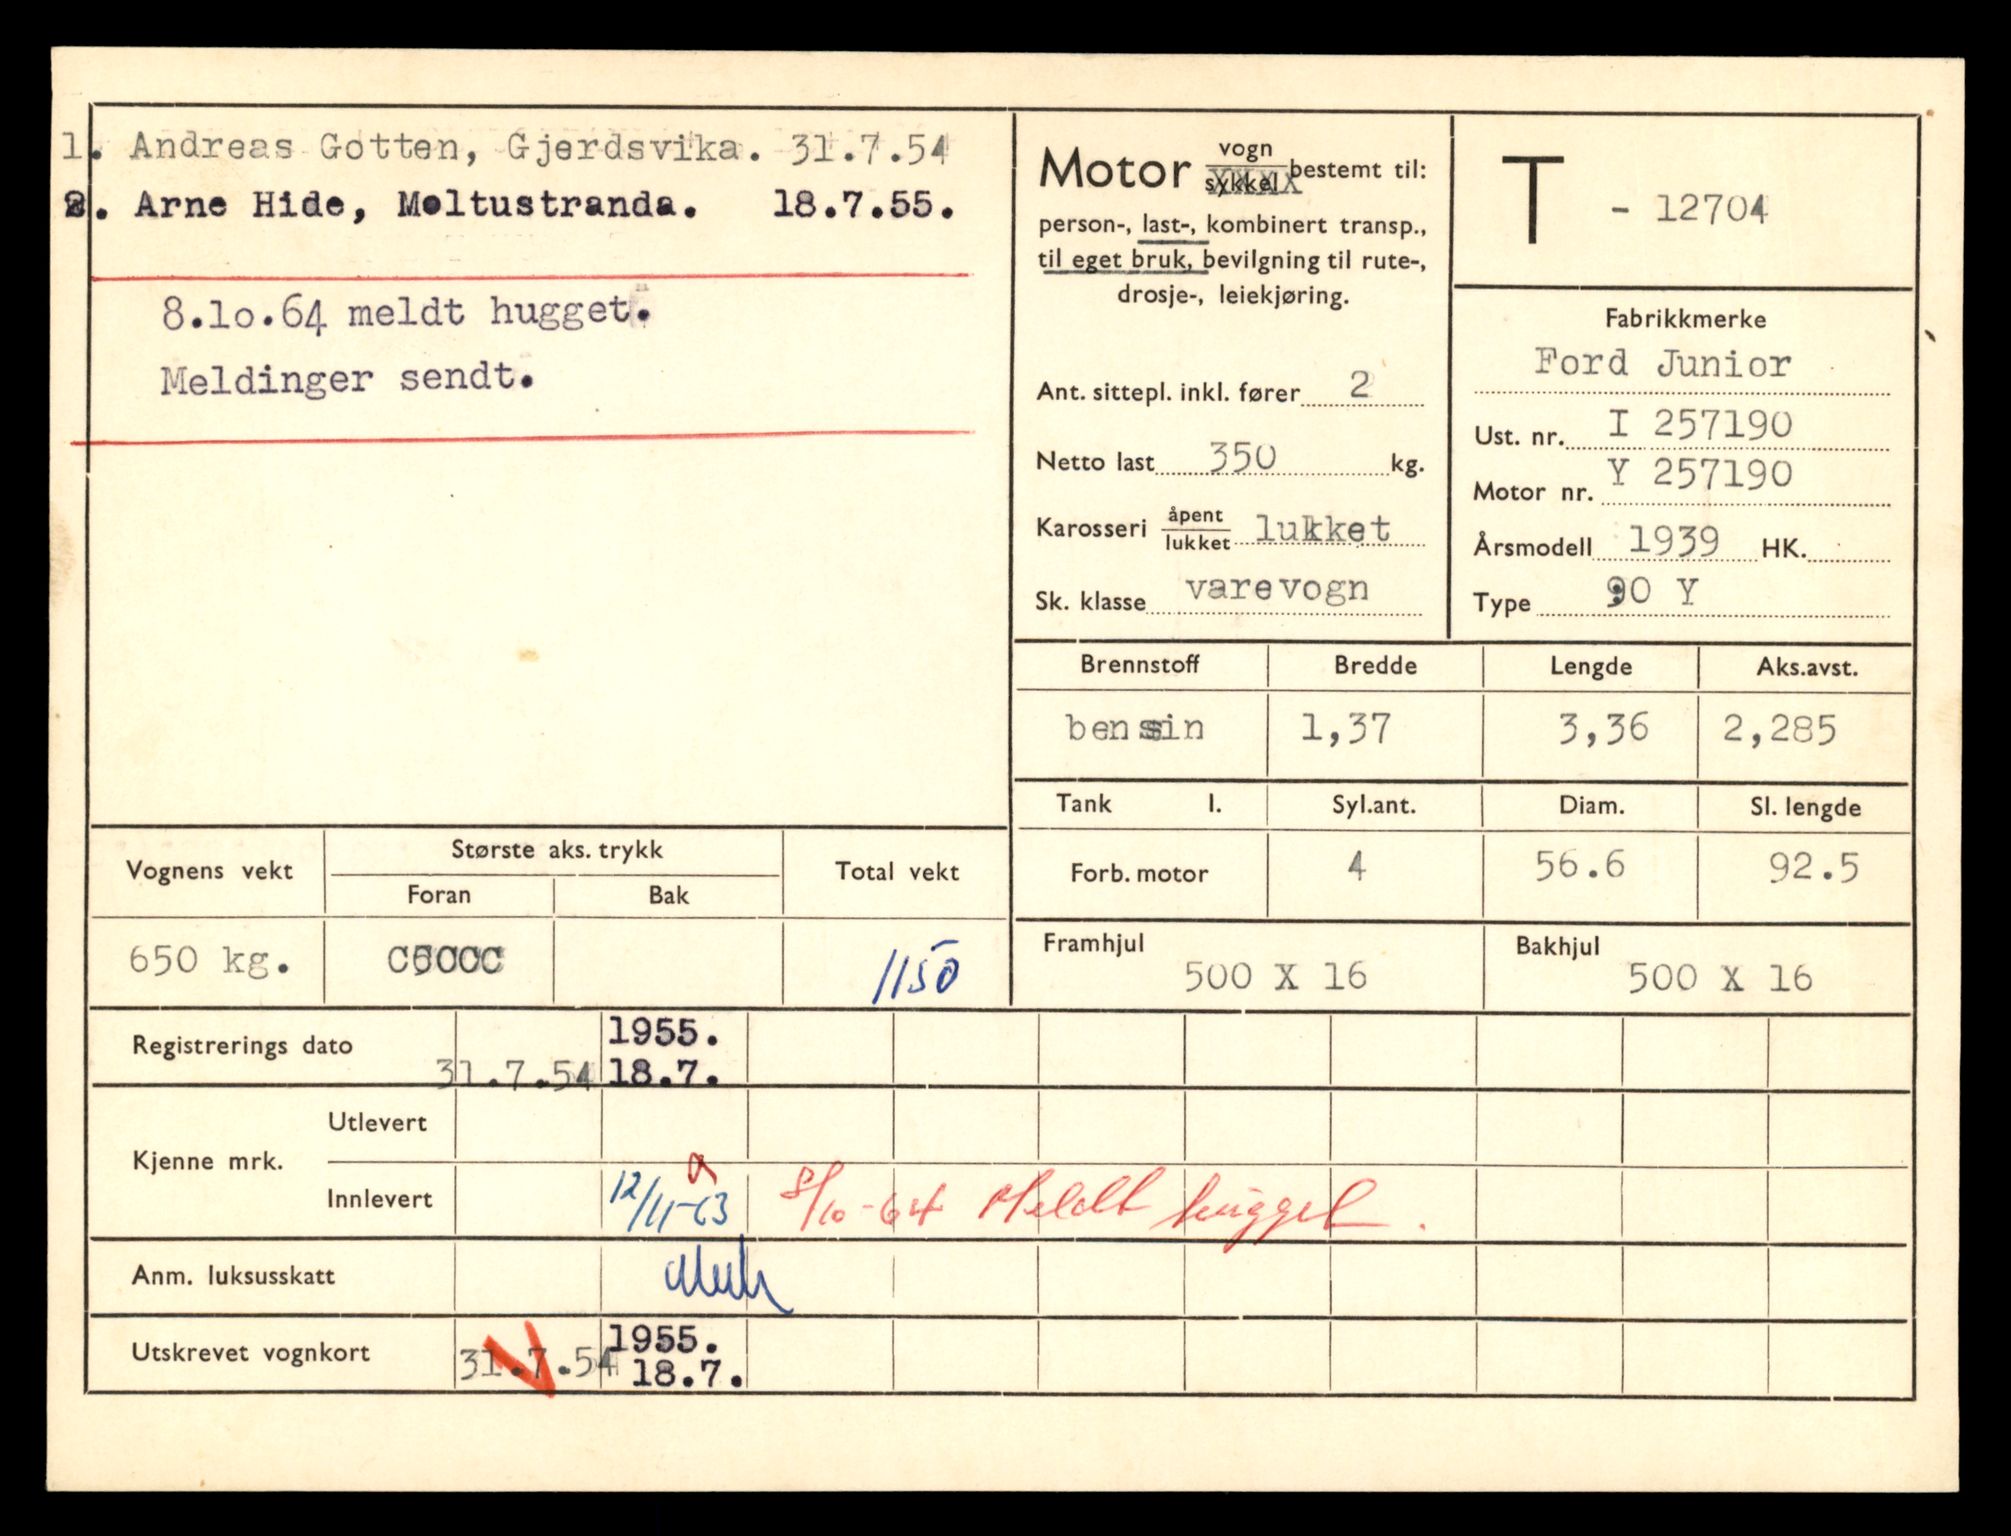 1. Andreas Gotten, Gjerdsvika. 31.7.54
2. Arne Hide, Moltustranda. 18.7.55.
8.lo.64 meldt hugget.
Meldinger sendt.
Motor vogn sykkel bestemt til:
person-, last-, kombinert transp.,
til eget bruk, bevilgning til rute-,
drosje-, leiekjøring.
Ant. sittepl. inkl. fører 2
Netto last 350 kg.
Karosseri åpent lukket lukket
Sk. klasse varevogn
T - 12704
Fabrikkmerke
Ford Junior
Ust. nr. I 257190
Motor nr. Y 257190
Årsmodell 1939 HK.
Type 90 Y
Brennstoff Bredde Lengde Aks.avst.
bensin 1,37 3,36 2,285
Tank l. Syl.ant. Diam. Sl. lengde
Forb. motor 4 56.6 92.5
Framhjul Bakhjul
500 X 16 500 X 16
Vognens vekt Største aks. trykk Total vekt
Foran Bak
650 kg. 1150
Registrerings dato 31.7.54 1955. 18.7.
Kjenne mrk.
Utlevert
Innlevert 12/11-63 8/10-64 Meldt hugget.
Anm. luksusskatt
Utskrevet vognkort 31.7.54 1955. 18.7.